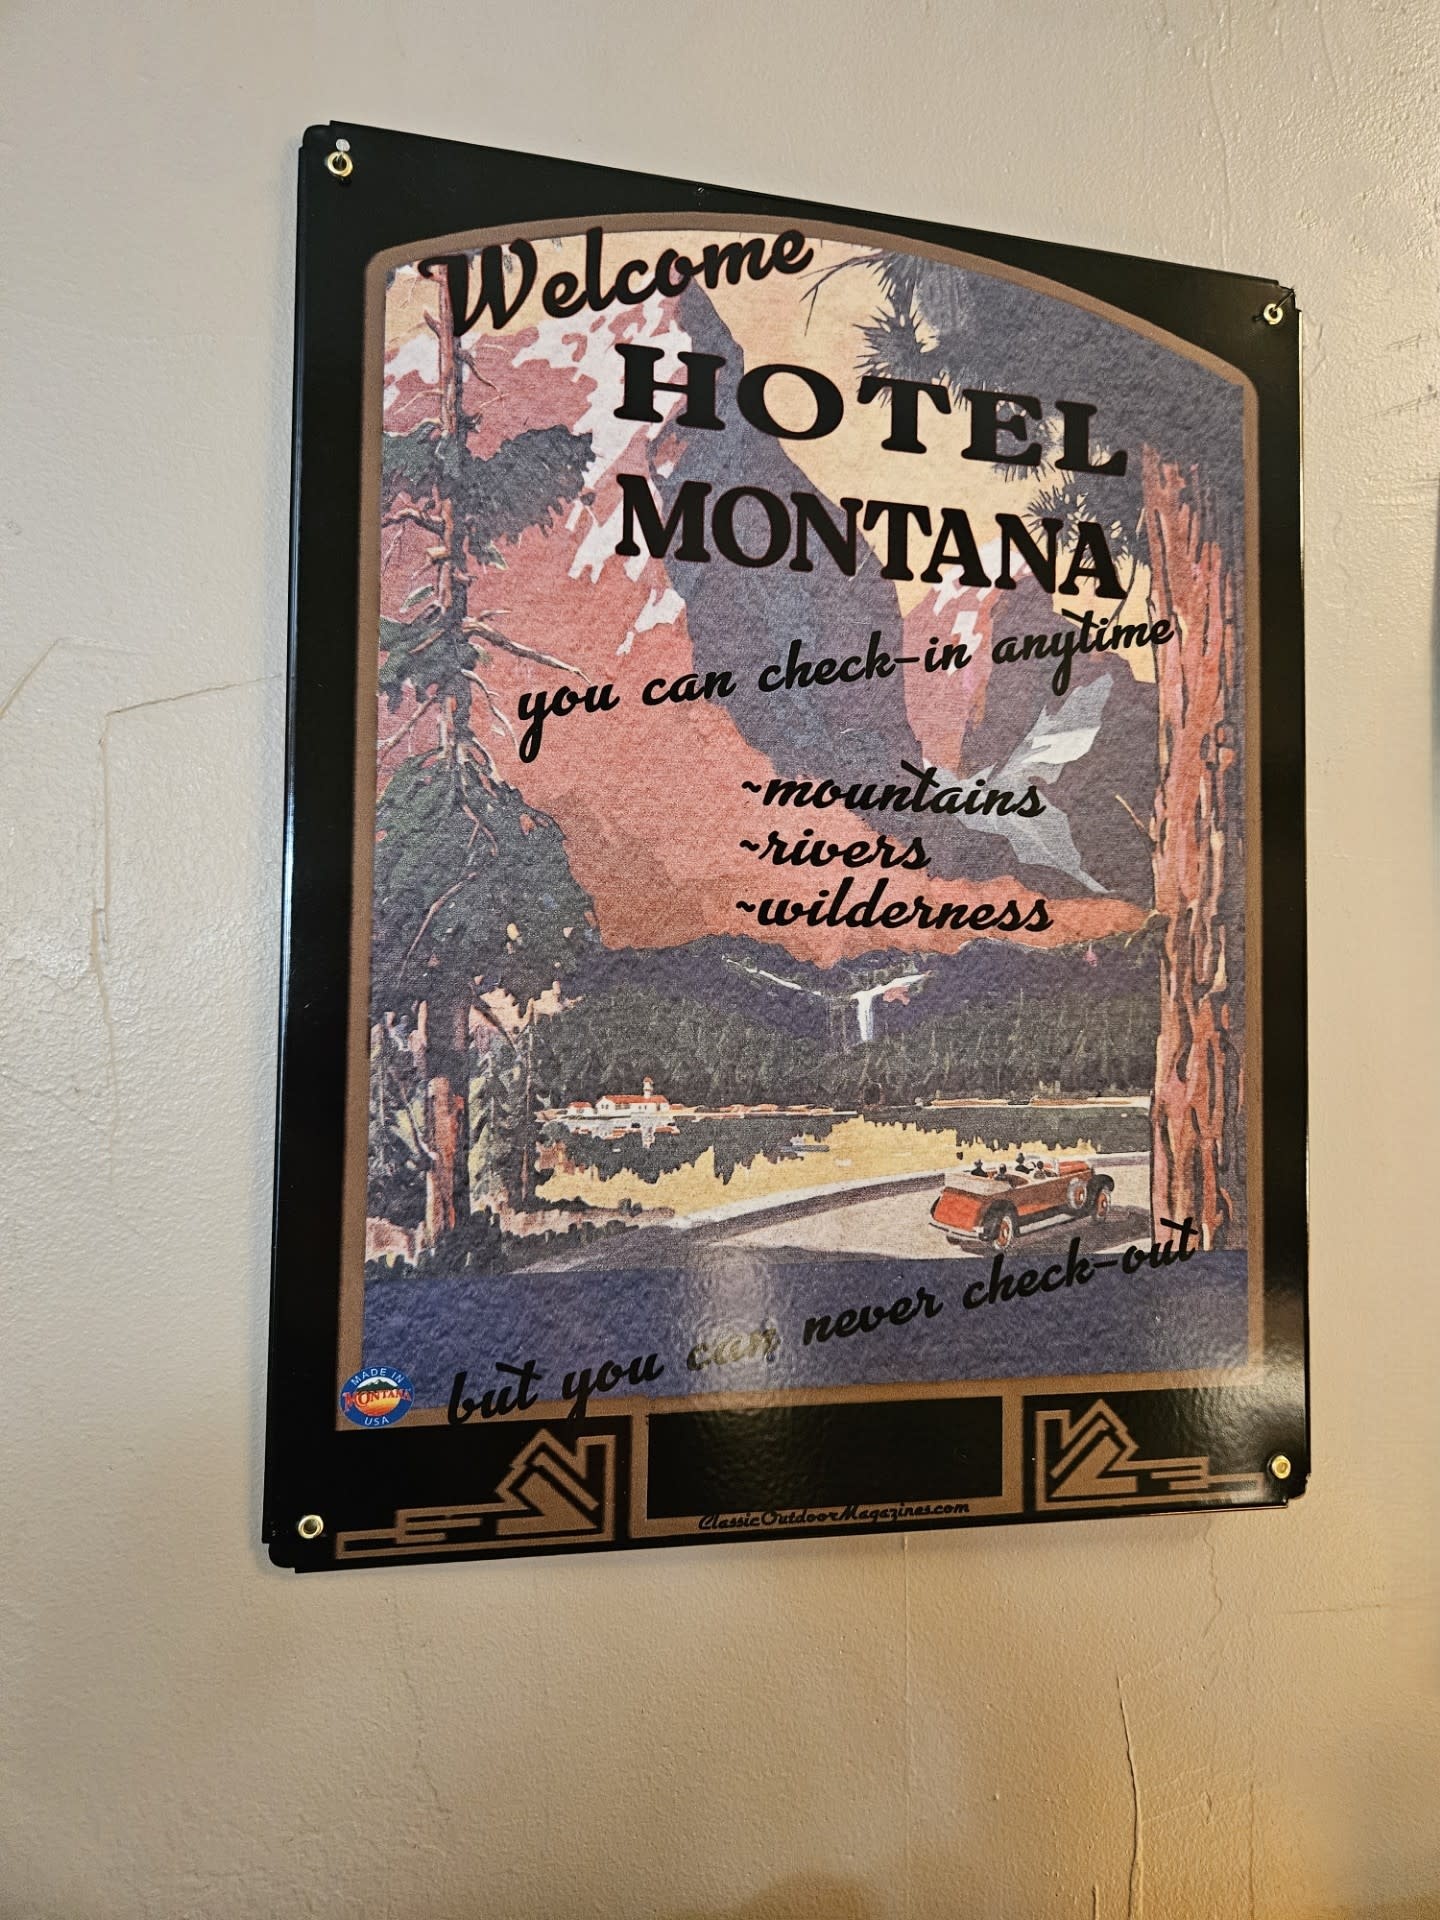 Welcome
HOTEL
MONTANA
you can check-in anytime
~mountains
~rivers
~wilderness
but you can never check-out
MADE IN
MONTANA
USA
ClassicOutdoorMagazines.com